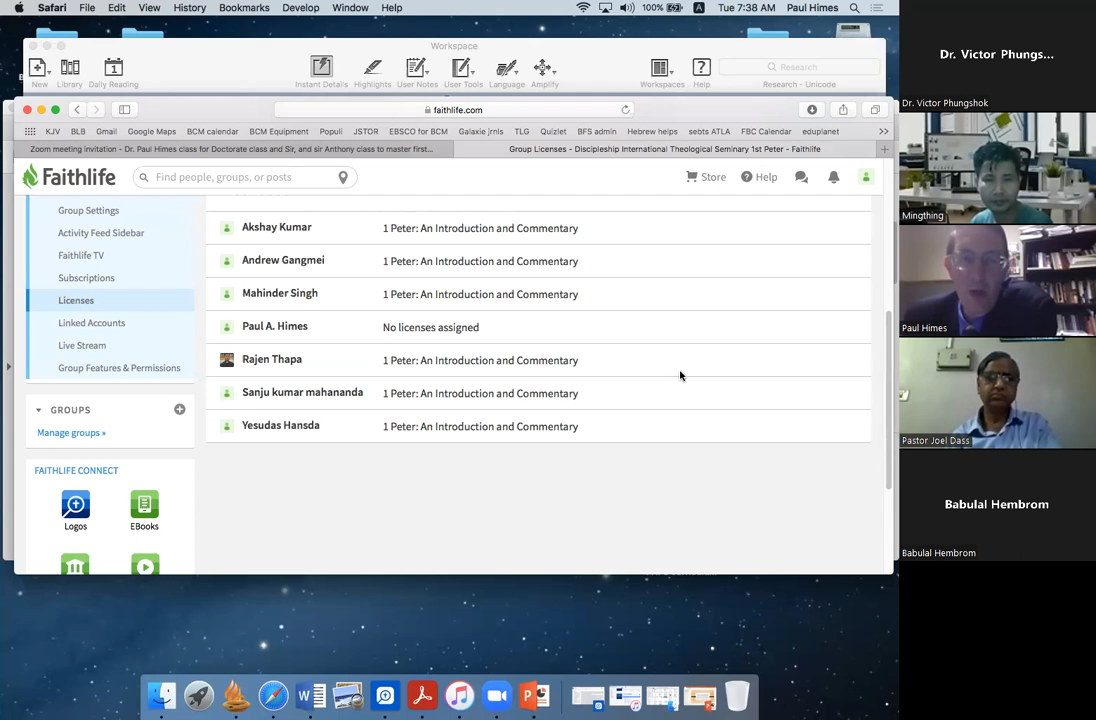 Safari File Edit View History Bookmarks Develop Window Help 100% A Tue 7:38 AM Paul Himes
Workspace
New Library Daily Reading Instant Details Highlights User Notes User Tools Language Amplify Workspaces Help Research
1
Research - Unicode
faithlife.com
KJV BLB Gmail Google Maps BCM calendar BCM Equipment Populi JSTOR EBSCO for BCM Galaxie jrnls TLG Quizlet BFS admin Hebrew helps sebts ATLA FBC Calendar eduplanet >>
Zoom meeting invitation - Dr. Paul Himes class for Doctorate class and Sir, and sir Anthony class to master first...
Group Licenses - Discipleship International Theological Seminary 1st Peter - Faithlife
Faithlife Find people, groups, or posts Store Help
Group Settings
Activity Feed Sidebar
Faithlife TV
Subscriptions
Licenses
Linked Accounts
Live Stream
Group Features & Permissions
GROUPS
Manage groups »
FAITHLIFE CONNECT
Logos EBooks
Akshay Kumar 1 Peter: An Introduction and Commentary
Andrew Gangmei 1 Peter: An Introduction and Commentary
Mahinder Singh 1 Peter: An Introduction and Commentary
Paul A. Himes No licenses assigned
Rajen Thapa 1 Peter: An Introduction and Commentary
Sanju kumar mahananda 1 Peter: An Introduction and Commentary
Yesudas Hansda 1 Peter: An Introduction and Commentary
Dr. Victor Phungs...
Dr. Victor Phungshok
Mingthing
Paul Himes
Pastor Joel Dass
Babulal Hembrom
Babulal Hembrom